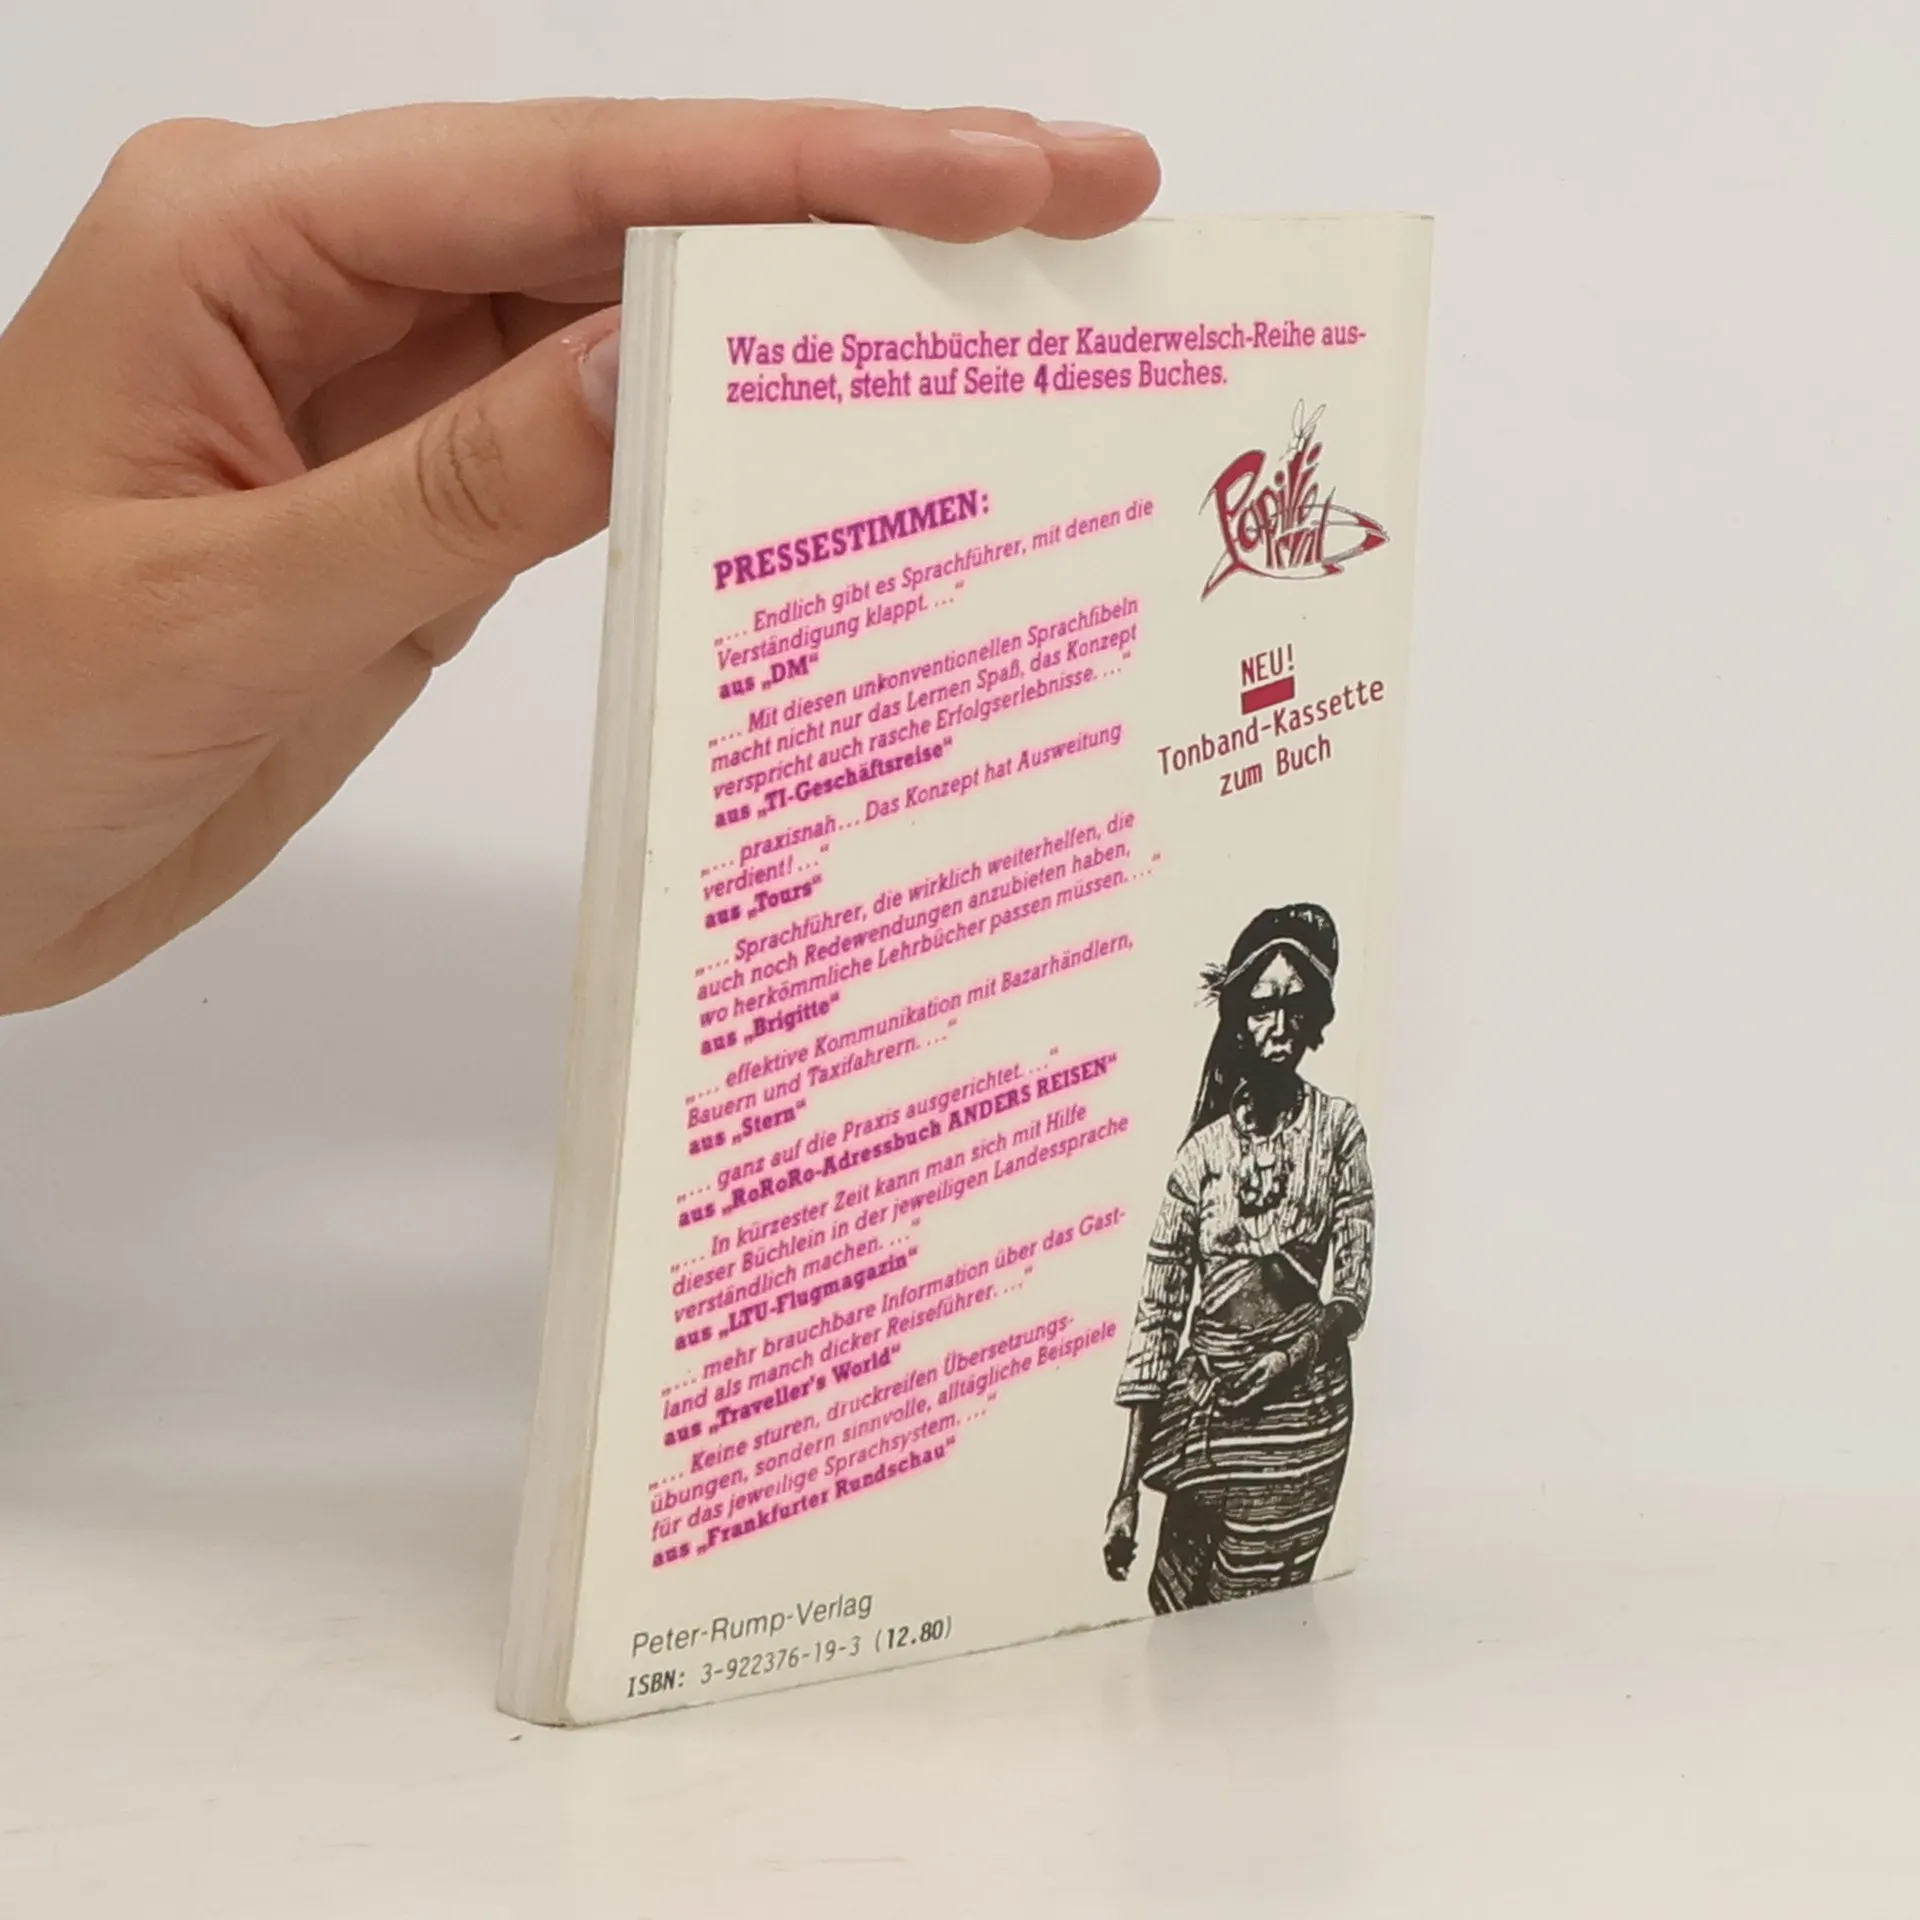 Was die Sprachbücher der Kauderwelsch-Reihe aus-
zeichnet, steht auf Seite 4 dieses Buches.
PRESSESTIMMEN:
„... Endlich gibt es Sprachführer, mit denen die
Verständigung klappt. ...“
aus „DM“
„... Mit diesen unkonventionellen Sprachfibeln
macht nicht nur das Lernen Spaß, das Konzept
verspricht auch rasche Erfolgserlebnisse. ...“
aus „TI-Geschäftsreise“
„... praxisnah... Das Konzept hat Ausweitung
verdient! ...“
aus „Tours“
„... Sprachführer, die wirklich weiterhelfen, die
auch noch Redewendungen anzubieten haben,
wo herkömmliche Lehrbücher passen müssen. ...“
aus „Brigitte“
„... effektive Kommunikation mit Bazarhändlern,
Bauern und Taxifahrern. ...“
aus „Stern“
„... ganz auf die Praxis ausgerichtet. ...“
aus „RoRoRo-Adressbuch ANDERS REISEN“
„... In kürzester Zeit kann man sich mit Hilfe
dieser Büchlein in der jeweiligen Landessprache
verständlich machen. ...“
aus „LTU-Flugmagazin“
„... mehr brauchbare Information über das Gast-
land als manch dicker Reiseführer. ...“
aus „Traveller's World“
„... Keine sturen, druckreifen Übersetzungs-
übungen, sondern sinnvolle, alltägliche Beispiele
für das jeweilige Sprachsystem. ...“
aus „Frankfurter Rundschau“
NEU!
Tonband-Kassette
zum Buch
Peter-Rump-Verlag
ISBN: 3-922376-19-3 (12.80)